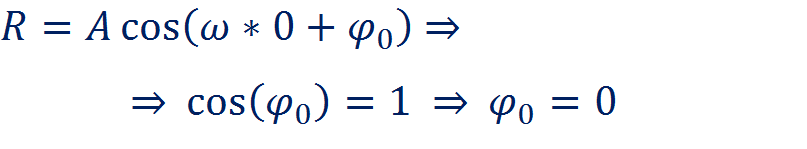 R = A cos(ω * 0 + φ₀) ⇒
⇒ cos(φ₀) = 1 ⇒ φ₀ = 0